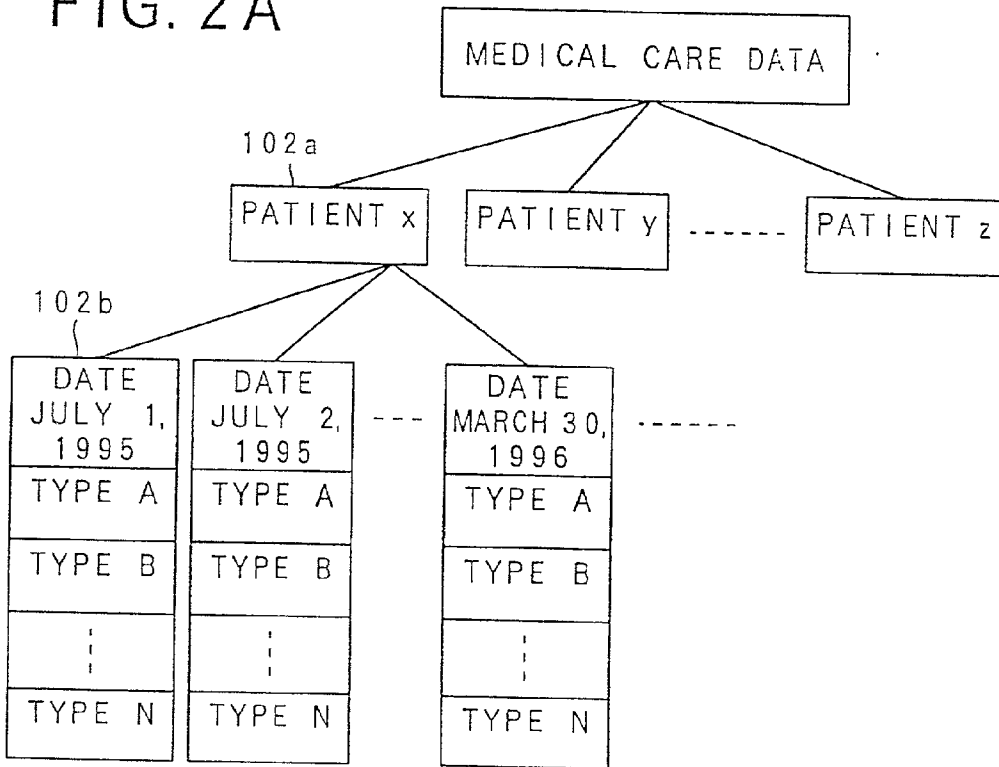 FIG. 2A
MEDICAL CARE DATA
102a
PATIENT x
PATIENT y
PATIENT z
102b
DATE
JULY 1,
1995
TYPE A
TYPE B
TYPE N
DATE
JULY 2,
1995
TYPE A
TYPE B
TYPE N
DATE
MARCH 30,
1996
TYPE A
TYPE B
TYPE N